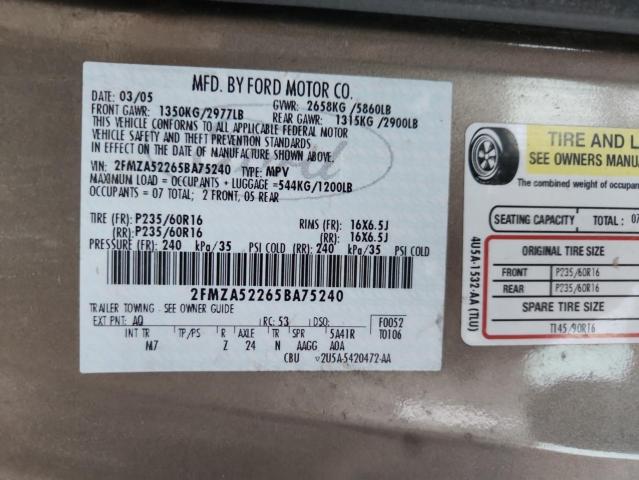 MFD. BY FORD MOTOR CO.
DATE: 03/05 GVWR: 2658KG /5860LB
FRONT GAWR: 1350KG/2977LB REAR GAWR: 1315KG /2900LB
THIS VEHICLE CONFORMS TO ALL APPLICABLE FEDERAL MOTOR
VEHICLE SAFETY AND THEFT PREVENTION STANDARDS
IN EFFECT ON THE DATE OF MANUFACTURE SHOWN ABOVE.
VIN: 2FMZA52265BA75240 TYPE: MPV
MAXIMUM LOAD = OCCUPANTS + LUGGAGE =544KG/1200LB
OCCUPANTS = 07 TOTAL; 2 FRONT, 05 REAR
TIRE (FR): P235/60R16 RIMS (FR): 16X6.5J
(RR): P235/60R16 (RR): 16X6.5J
PRESSURE (FR): 240 kPa/35 PSI COLD (RR): 240 kPa/35 PSI COLD
2FMZA52265BA75240
TRAILER TOWING - SEE OWNER GUIDE
EXT PNT: AQ RC: 53 DSO: F0052
INT TR TP/PS R AXLE TR SPR 5A41R T0106
M7 Z 24 N AAGG A0A
CBU v2U5A-5420472-AA
4U5A-1532-AA (TLU)
TIRE AND L
SEE OWNERS MANUA
The combined weight of occupan
SEATING CAPACITY TOTAL : 07
ORIGINAL TIRE SIZE
FRONT P235/60R16
REAR P235/60R16
SPARE TIRE SIZE
T145/90R16